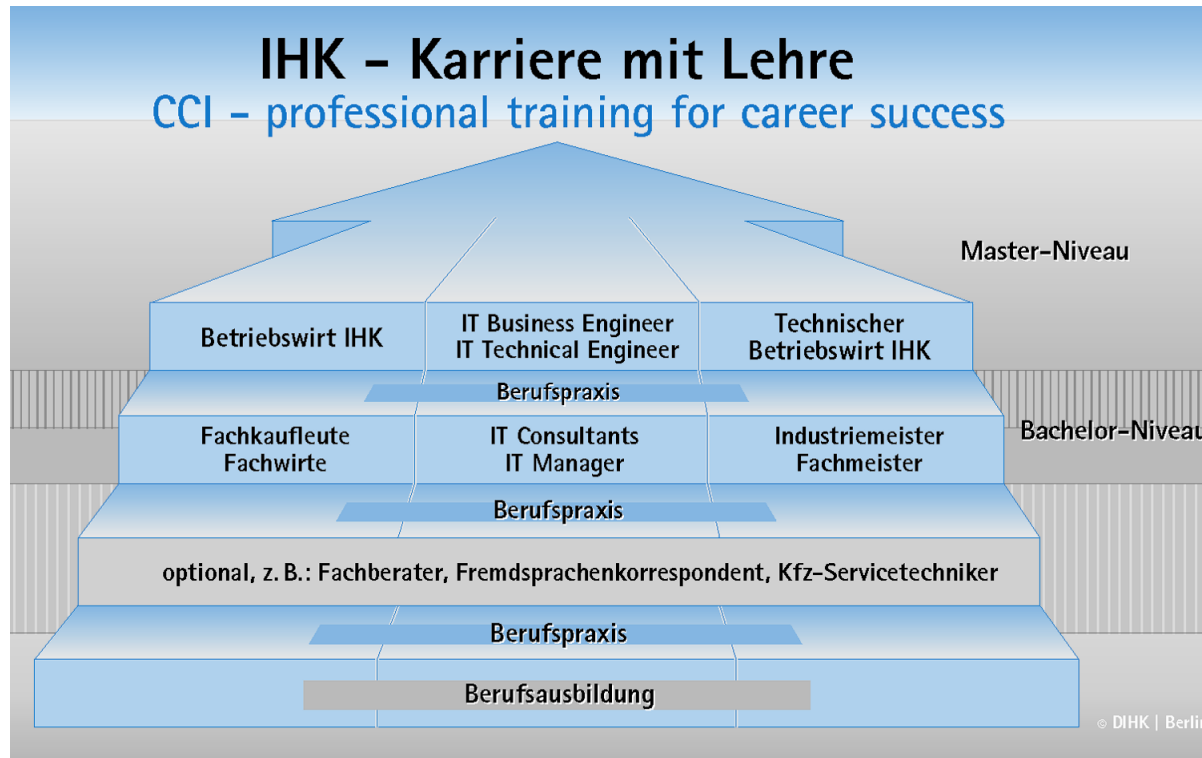 IHK - Karriere mit Lehre
CCI - professional training for career success
Master-Niveau
Betriebswirt IHK
IT Business Engineer
IT Technical Engineer
Technischer
Betriebswirt IHK
Berufspraxis
Bachelor-Niveau
Fachkaufleute
Fachwirte
IT Consultants
IT Manager
Industriemeister
Fachmeister
Berufspraxis
optional, z. B.: Fachberater, Fremdsprachenkorrespondent, Kfz-Servicetechniker
Berufspraxis
Berufsausbildung
© DIHK | Berlin